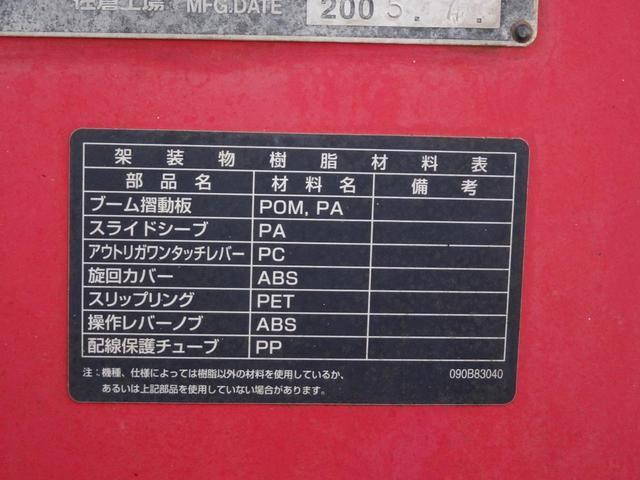 佐倉工場 MFG.DATE 2005. 4.
架装物樹脂材料表
部品名 材料名 備考
ブーム摺動板 POM, PA
スライドシーブ PA
アウトリガワンタッチレバー PC
旋回カバー ABS
スリップリング PET
操作レバーノブ ABS
配線保護チューブ PP
注：機種、仕様によっては樹脂以外の材料を使用しているか、
あるいは上記部品を使用していない場合があります。
090B83040